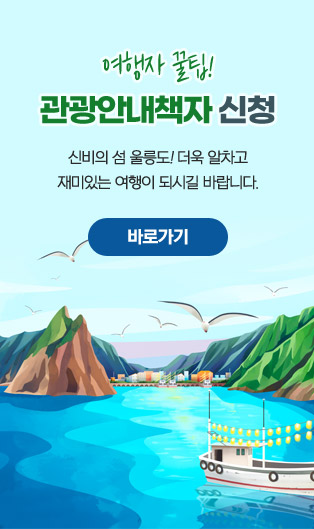 여행자 꿀팁!
관광안내책자 신청
신비의 섬 울릉도! 더욱 알차고
재미있는 여행이 되시길 바랍니다.
바로가기